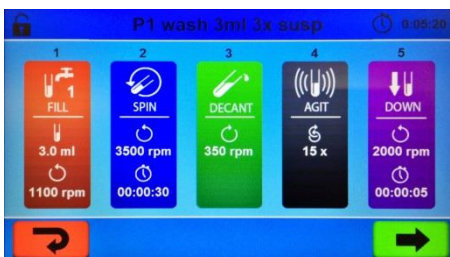 P1 wash 3ml 3x susp 0:05:20
1 2 3 4 5
1
FILL SPIN DECANT AGIT DOWN
3.0 ml 3500 rpm 350 rpm 15 x 2000 rpm
1100 rpm 00:00:30 00:00:05